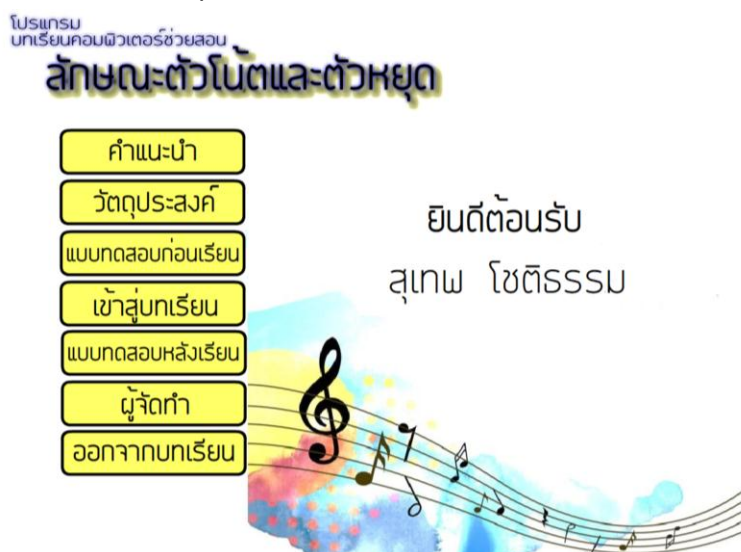 โปรแกรม
บทเรียนคอมพิวเตอร์ช่วยสอน
ลักษณะตัวโน้ตและตัวหยุด
คำแนะนำ
วัตถุประสงค์
แบบทดสอบก่อนเรียน
เข้าสู่บทเรียน
แบบทดสอบหลังเรียน
ผู้จัดทำ
ออกจากบทเรียน
ยินดีต้อนรับ
สุเทพ โชติธรรม